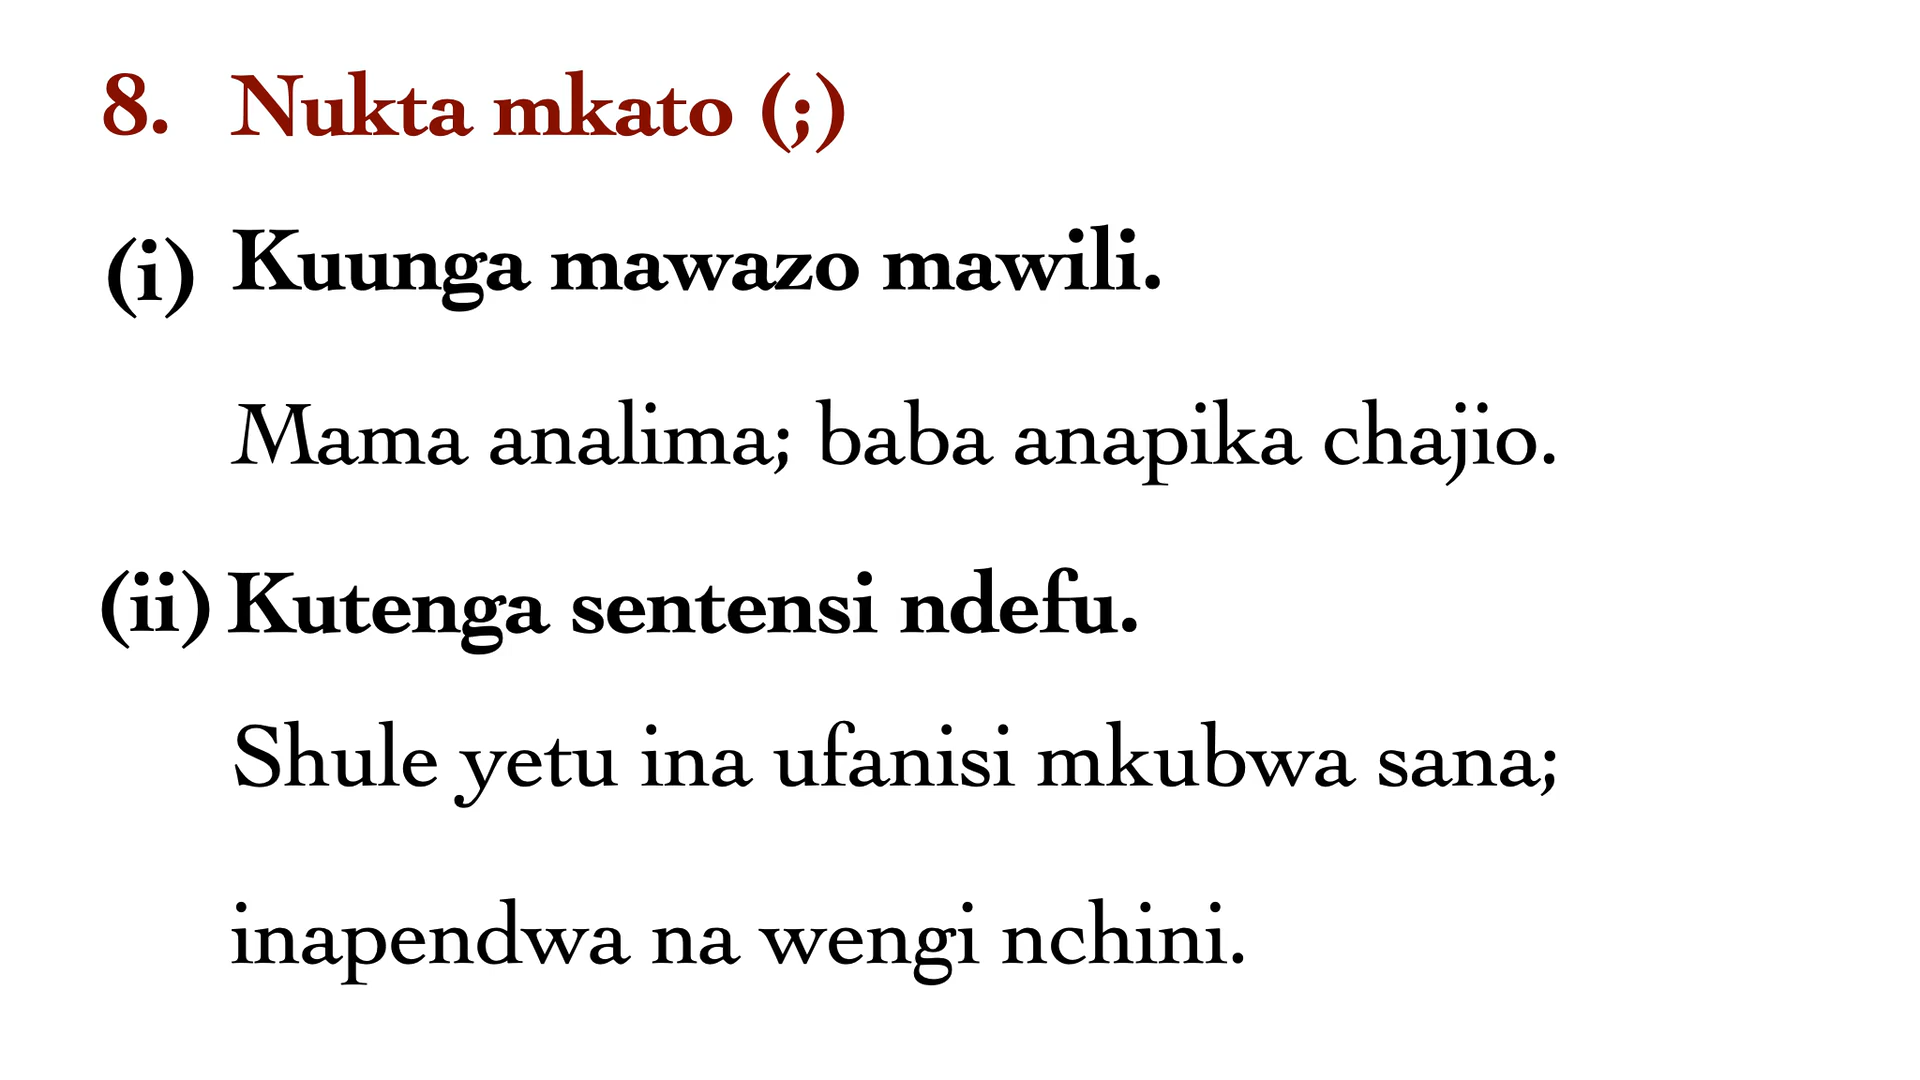 8. Nukta mkato (;)
(i) Kuunga mawazo mawili.
Mama analima; baba anapika chajio.
(ii) Kutenga sentensi ndefu.
Shule yetu ina ufanisi mkubwa sana;
inapendwa na wengi nchini.